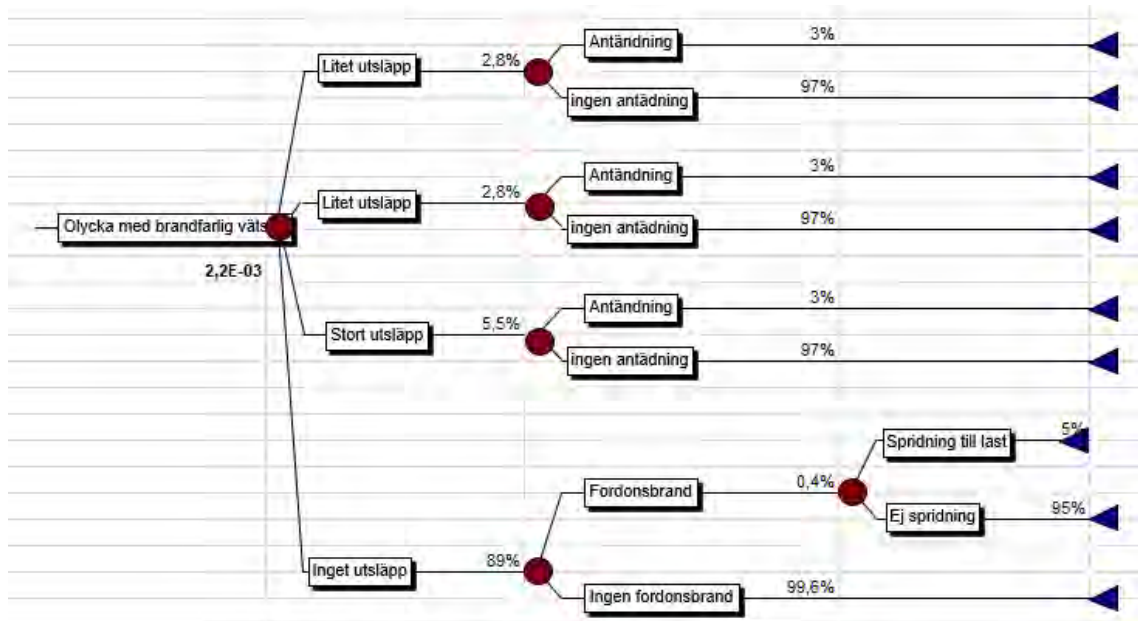 Antändning 3%
Litet utsläpp 2,8%
ingen antädning 97%
Antändning 3%
Litet utsläpp 2,8%
ingen antädning 97%
Olycka med brandfarlig väts
2,2E-03
Antändning 3%
Stort utsläpp 5,5%
ingen antädning 97%
Spridning till last 5%
Fordonsbrand 0,4%
Ej spridning 95%
Inget utsläpp 89%
Ingen fordonsbrand 99,6%